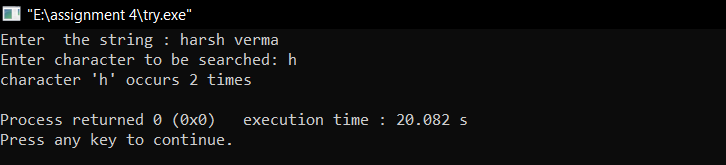 "E:\assignment 4\try.exe"
Enter  the string : harsh verma
Enter character to be searched: h
character 'h' occurs 2 times
Process returned 0 (0x0)   execution time : 20.082 s
Press any key to continue.